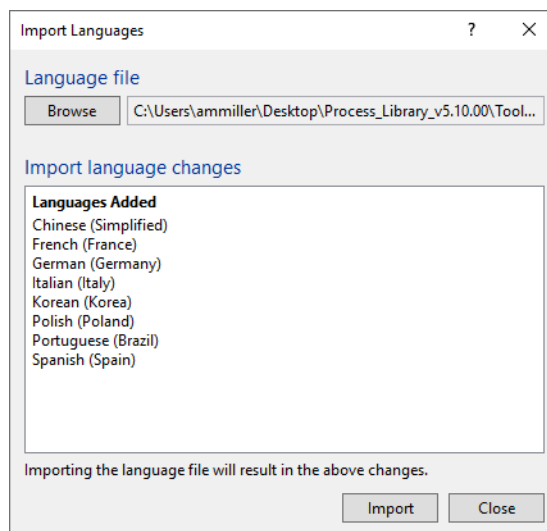 Import Languages ?
Language file
Browse C:\Users\ammiller\Desktop\Process_Library_v5.10.00\Tool...
Import language changes
Languages Added
Chinese (Simplified)
French (France)
German (Germany)
Italian (Italy)
Korean (Korea)
Polish (Poland)
Portuguese (Brazil)
Spanish (Spain)
Importing the language file will result in the above changes.
Import Close